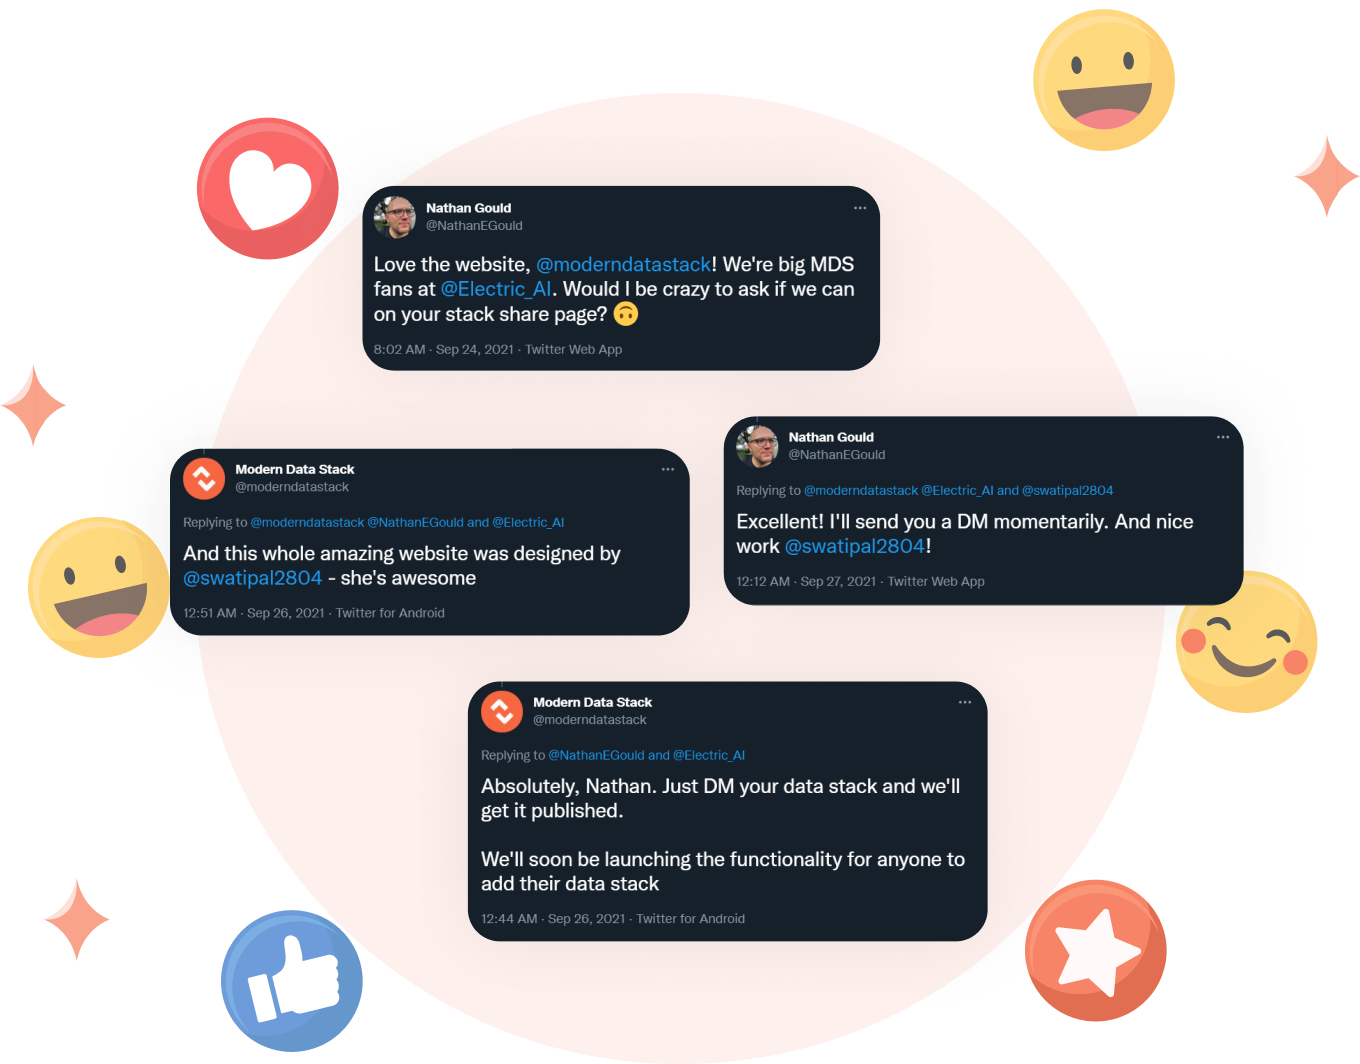 Nathan Gould
@NathanEGould
Love the website, @moderndatastack! We're big MDS
fans at @Electric_AI. Would I be crazy to ask if we can
on your stack share page? 🙃
8:02 AM · Sep 24, 2021 · Twitter Web App
Modern Data Stack
@moderndatastack
Replying to @moderndatastack @NathanEGould and @Electric_AI
And this whole amazing website was designed by
@swatipal2804 - she's awesome
12:51 AM · Sep 26, 2021 · Twitter for Android
Nathan Gould
@NathanEGould
Replying to @moderndatastack @Electric_AI and @swatipal2804
Excellent! I'll send you a DM momentarily. And nice
work @swatipal2804!
12:12 AM · Sep 27, 2021 · Twitter Web App
Modern Data Stack
@moderndatastack
Replying to @NathanEGould and @Electric_AI
Absolutely, Nathan. Just DM your data stack and we'll
get it published.
We'll soon be launching the functionality for anyone to
add their data stack
12:44 AM · Sep 26, 2021 · Twitter for Android